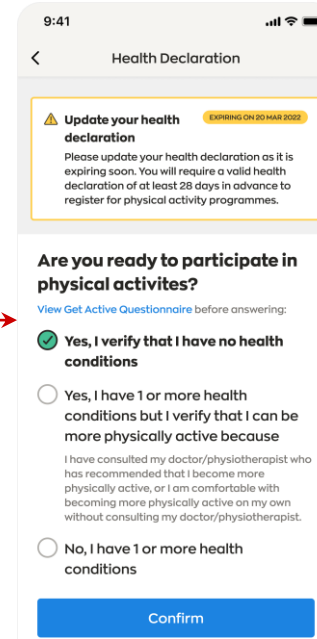 9:41
Health Declaration
Update your health
EXPIRING ON 20 MAR 2022
declaration
Please update your health declaration as it is
expiring soon. You will require a valid health
declaration of at least 28 days in advance to
register for physical activity programmes.
Are you ready to participate in
physical activites?
View Get Active Questionnaire before answering:
Yes, I verify that I have no health
conditions
Yes, I have 1 or more health
conditions but I verify that I can be
more physically active because
I have consulted my doctor/physiotherapist who
has recommended that I become more
physically active, or I am comfortable with
becoming more physically active on my own
without consulting my doctor/physiotherapist.
No, I have 1 or more health
conditions
Confirm